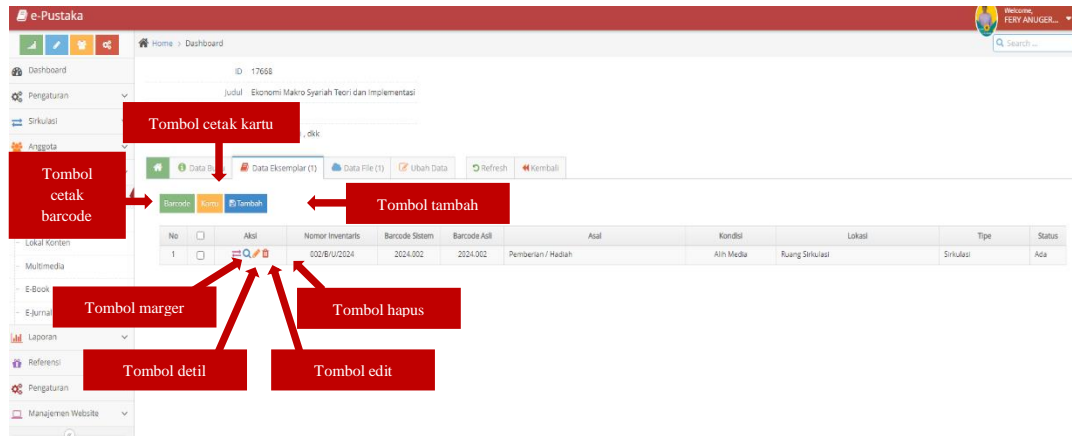 e-Pustaka
Welcome,
FERY ANUGER...
Home > Dashboard
Search ...
Dashboard
Pengaturan
Sirkulasi
Anggota
Lokal Konten
Multimedia
E-Book
E-Jurnal
Laporan
Referensi
Pengaturan
Manajemen Website
ID 17668
Judul Ekonomi Makro Syariah Teori dan Implementasi
, dkk
Tombol cetak kartu
Data Eksemplar (1) Data File (1) Ubah Data Refresh Kembali
Tombol
cetak
barcode
Barcode Kartu Tambah
Tombol tambah
No Aksi Nomor Inventaris Barcode Sistem Barcode Asli Asal Kondisi Lokasi Tipe Status
1 002/B/U/2024 2024.002 2024.002 Pemberian / Hadiah Alih Media Ruang Sirkulasi Sirkulasi Ada
Tombol marger
Tombol hapus
Tombol detil
Tombol edit